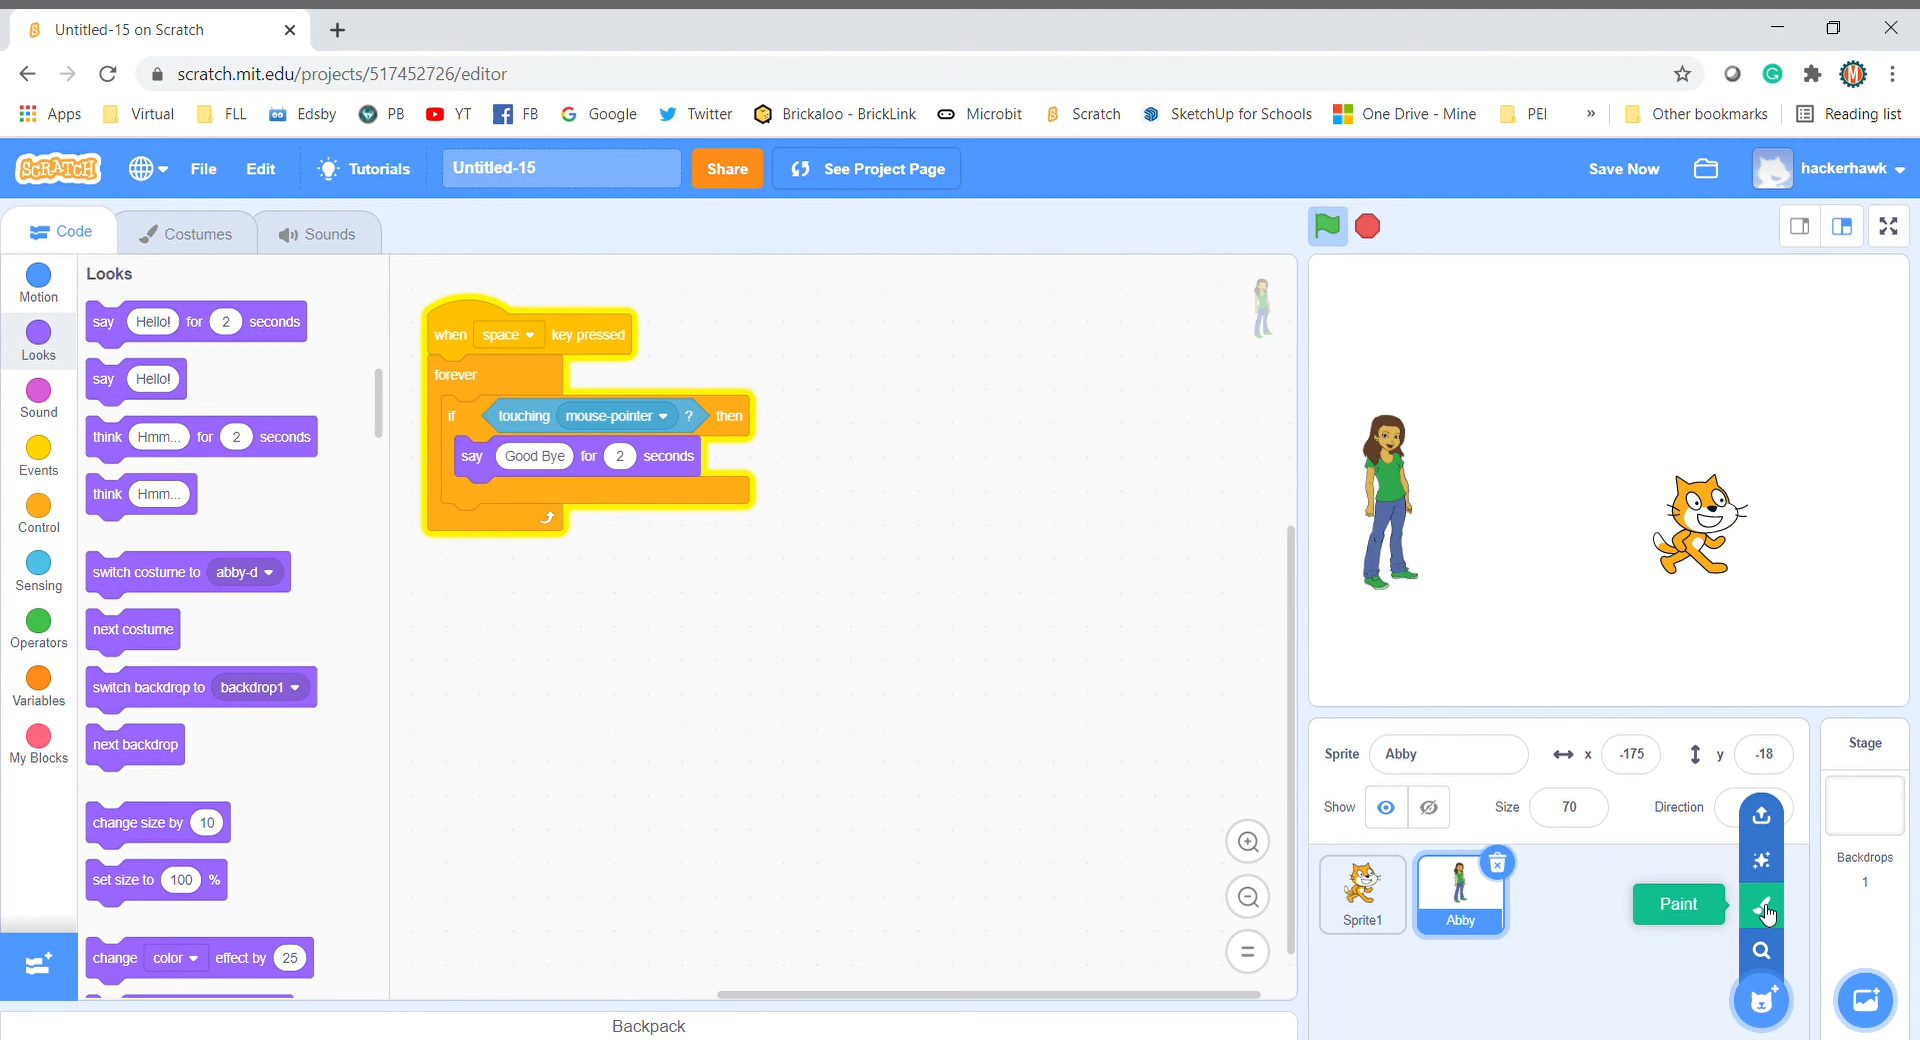 Untitled-15 on Scratch
scratch.mit.edu/projects/517452726/editor
Apps Virtual FLL Edsby PB YT FB Google Twitter Brickaloo - BrickLink Microbit Scratch SketchUp for Schools One Drive - Mine PEI » Other bookmarks Reading list
SCRATCH File Edit Tutorials Untitled-15 Share See Project Page Save Now hackerhawk
Code Costumes Sounds
Motion
Looks
Sound
Events
Control
Sensing
Operators
Variables
My Blocks
Looks
say Hello! for 2 seconds
say Hello!
think Hmm... for 2 seconds
think Hmm...
switch costume to abby-d
next costume
switch backdrop to backdrop1
next backdrop
change size by 10
set size to 100 %
change color effect by 25
when space key pressed
forever
if touching mouse-pointer ? then
say Good Bye for 2 seconds
Backpack
Sprite Abby x -175 y -18
Show Size 70 Direction
Sprite1
Abby
Paint
Stage
Backdrops
1